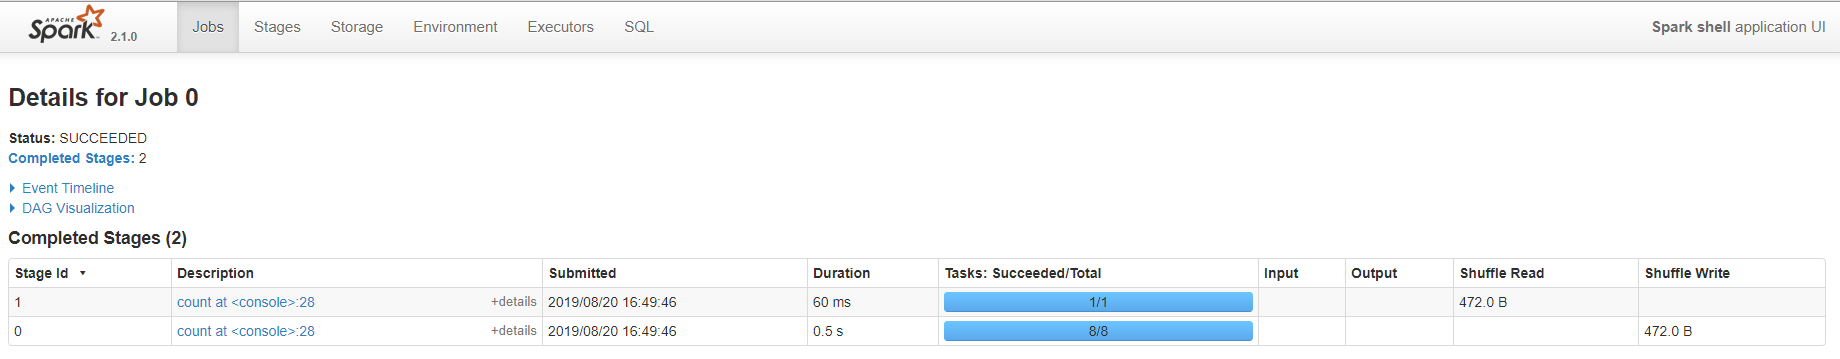 APACHE
Spark 2.1.0 Jobs Stages Storage Environment Executors SQL Spark shell application UI
Details for Job 0
Status: SUCCEEDED
Completed Stages: 2
Event Timeline
DAG Visualization
Completed Stages (2)
Stage Id Description Submitted Duration Tasks: Succeeded/Total Input Output Shuffle Read Shuffle Write
1 count at <console>:28 +details 2019/08/20 16:49:46 60 ms 1/1 472.0 B
0 count at <console>:28 +details 2019/08/20 16:49:46 0.5 s 8/8 472.0 B